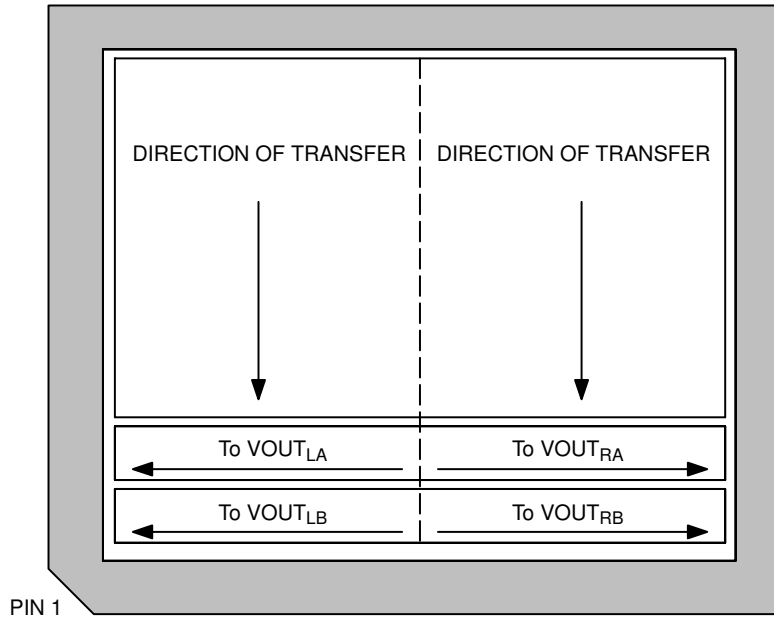 DIRECTION OF TRANSFER DIRECTION OF TRANSFER
To VOUTLA To VOUTRA
To VOUTLB To VOUTRB
PIN 1